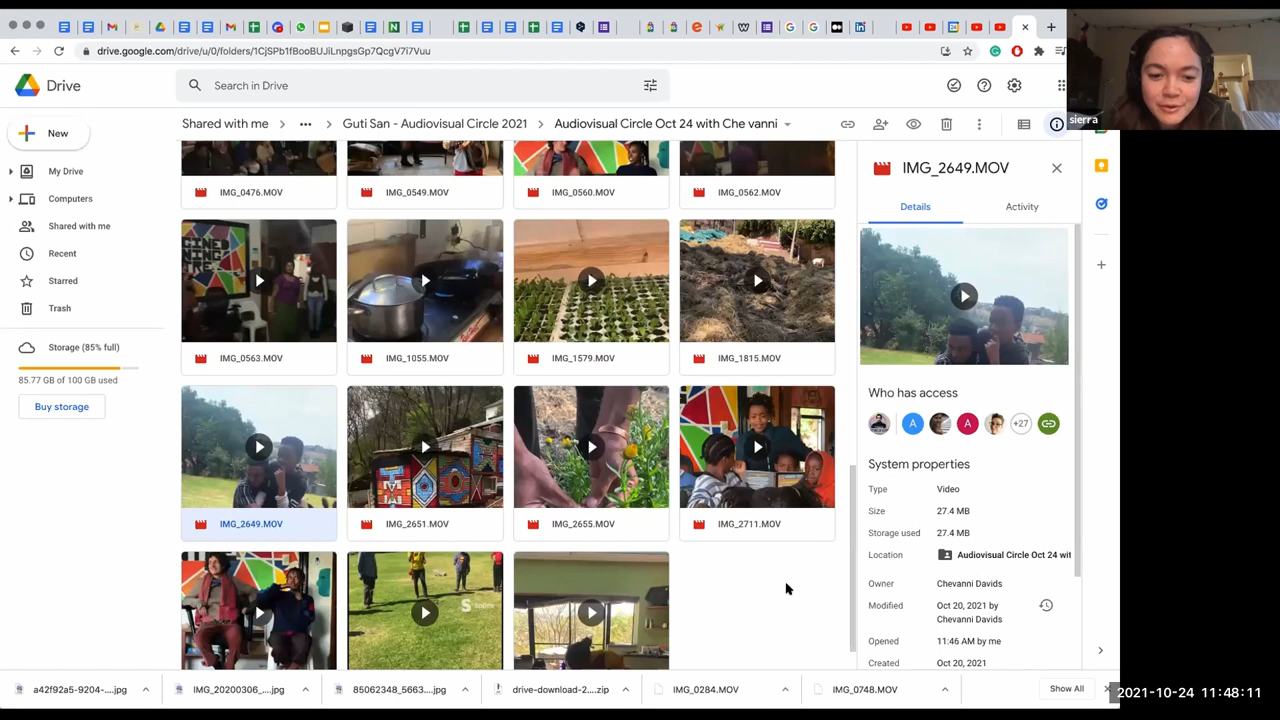 drive.google.com/drive/u/0/folders/1CjSPb1fBooBUJiLnpgsGp7QcgV7i7Vuu
Drive
Search in Drive
sierra
New
Shared with me
Guti San - Audiovisual Circle 2021
Audiovisual Circle Oct 24 with Che vanni
My Drive
Computers
Shared with me
Recent
Starred
Trash
Storage (85% full)
85.77 GB of 100 GB used
Buy storage
IMG_0476.MOV
IMG_0549.MOV
IMG_0560.MOV
IMG_0562.MOV
IMG_0563.MOV
IMG_1055.MOV
IMG_1579.MOV
IMG_1815.MOV
IMG_2649.MOV
IMG_2651.MOV
IMG_2655.MOV
IMG_2711.MOV
Splice
IMG_2649.MOV
Details
Activity
Who has access
A
A
+27
System properties
Type Video
Size 27.4 MB
Storage used 27.4 MB
Location Audiovisual Circle Oct 24 wit
Owner Chevanni Davids
Modified Oct 20, 2021 by
Chevanni Davids
Opened 11:46 AM by me
Created Oct 20, 2021
a42f92a5-9204-....jpg
IMG_20200306_....jpg
85062348_5663....jpg
drive-download-2....zip
IMG_0284.MOV
IMG_0748.MOV
Show All
2021-10-24 11:48:11